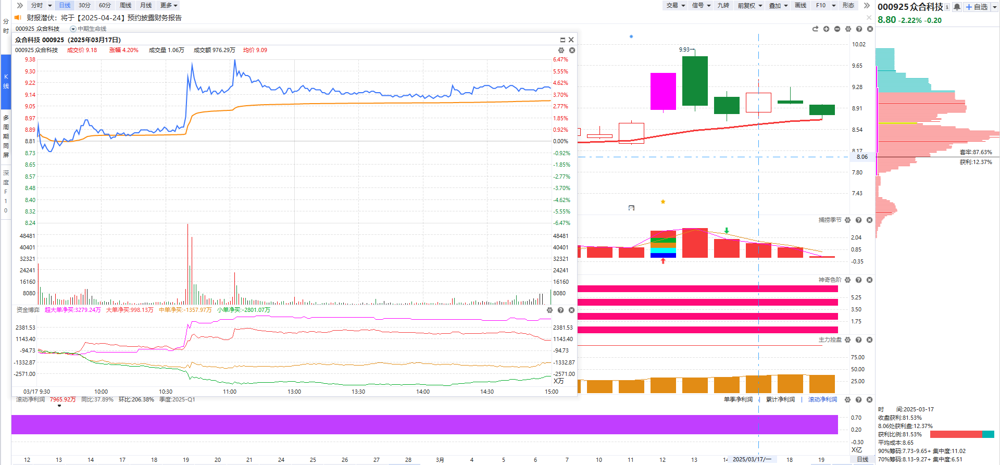 分时 日线 30分 60分 周线 月线 更多 交易 信号 九转 前复权 叠加 画线 F10 形态
000925 众合科技 自选
8.80 -2.22% -0.20
财报潜伏：将于【2025-04-24】预约披露财务报告
000925 众合科技 中期生命线
众合科技 000925（2025年03月17日）
000925 众合科技 成交价 9.18 涨幅 4.20% 成交量 1.06万 成交额 976.29万 均价 9.09
分时
K线
多周期同屏
深度F10
9.38 6.47%
9.30 5.55%
9.22 4.62%
9.14 3.70%
9.05 2.77%
8.97 1.85%
8.89 0.92%
8.81 0.00%
8.73 -0.92%
8.65 -1.85%
8.57 -2.77%
8.48 -3.70%
8.40 -4.62%
8.32 -5.55%
8.24 -6.47%
48481 48481
40401 40401
32321 32321
24241 24241
16160 16160
8080 8080
资金博弈 超大单净买:3279.24万 大单净买:998.13万 中单净买:-1357.97万 小单净买:-2801.07万
2381.53 2381.53
1143.40 1143.40
-94.73 -94.73
-1332.87 -1332.87
-2571.00 -2571.00
X万
03/17 9:30 10:00 10:30 11:00 13:00 13:30 14:00 14:30 15:00
9.93
10.02
9.65
9.28
8.91
8.54
8.17
8.06
7.80
7.43
捕捞季节
2.04
0.85
-0.35
神奇色阶
5.25
3.50
1.75
主力控盘
75.00
50.00
25.00
滚动净利润 7965.92万 同比:37.89% 环比:206.38% 季度:2025-Q1 单季净利润 累计净利润 滚动净利润
0.70
0.20
-0.30
X亿
12 13 14 17 18 19 20 21 24 25 26 27 28 3月 4 5 6 7 10 11 12 13 14 2025/03/17/一 18 19 日线
套牢:87.63%
获利:12.37%
时 间:2025-03-17
收盘获利:81.53%
8.06处获利盘:12.37%
获利比例:81.53%
平均成本:8.65
90%筹码:7.73-9.65+ 集中度:11.02
70%筹码:8.13-9.27+ 集中度:6.51